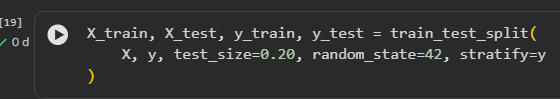 [19]
✓ 0 d
X_train, X_test, y_train, y_test = train_test_split(
    X, y, test_size=0.20, random_state=42, stratify=y
)